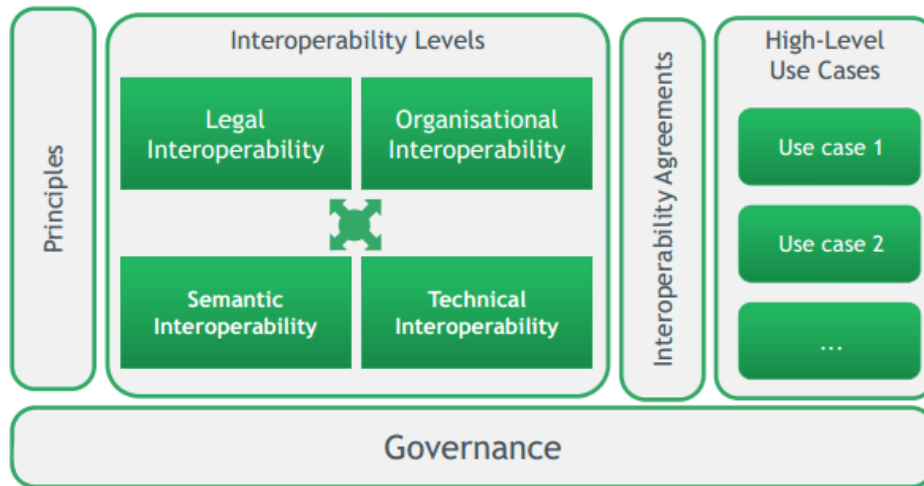 Principles
Interoperability Levels
Legal
Interoperability
Organisational
Interoperability
Semantic
Interoperability
Technical
Interoperability
Interoperability Agreements
High-Level
Use Cases
Use case 1
Use case 2
...
Governance